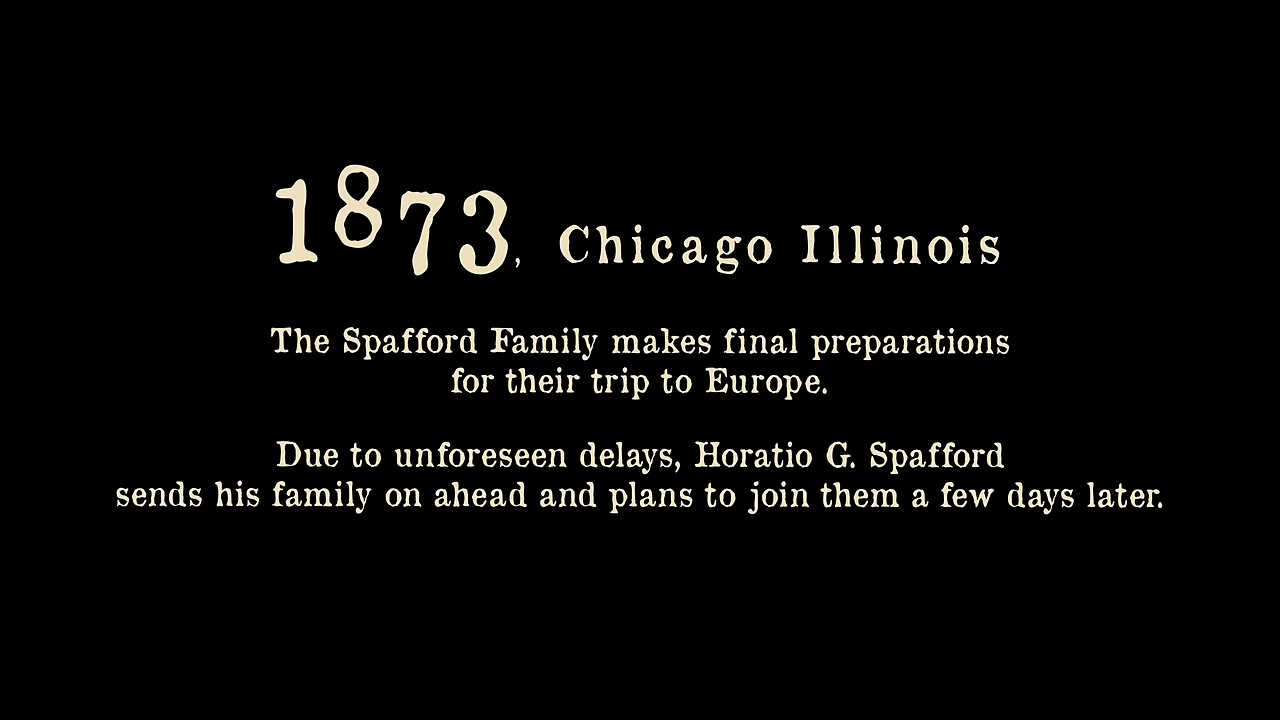 1873, Chicago Illinois
The Spafford Family makes final preparations
for their trip to Europe.
Due to unforeseen delays, Horatio G. Spafford
sends his family on ahead and plans to join them a few days later.